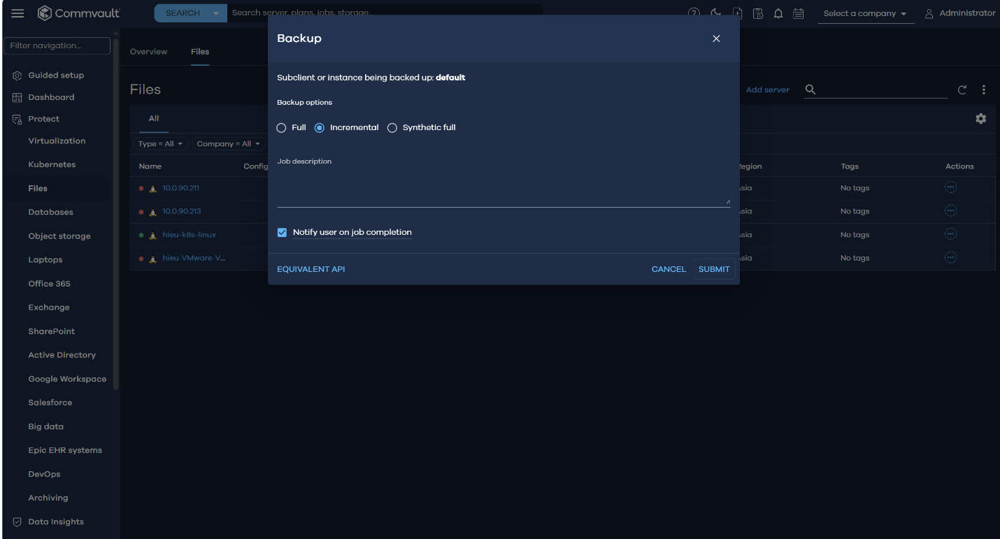 Commvault
SEARCH
Search server, plans, jobs, storage...
Select a company
Administrator
Filter navigation...
Guided setup
Dashboard
Protect
Virtualization
Kubernetes
Files
Databases
Object storage
Laptops
Office 365
Exchange
SharePoint
Active Directory
Google Workspace
Salesforce
Big data
Epic EHR systems
DevOps
Archiving
Data Insights
Overview Files
Files
Add server
All
Type = All Company = All
Name Config Region Tags Actions
10.0.90.211 Asia No tags
10.0.90.213 Asia No tags
hieu-k8s-linux Asia No tags
hieu-VMware-V... Asia No tags
Backup
Subclient or instance being backed up: default
Backup options
Full Incremental Synthetic full
Job description
Notify user on job completion
EQUIVALENT API CANCEL SUBMIT